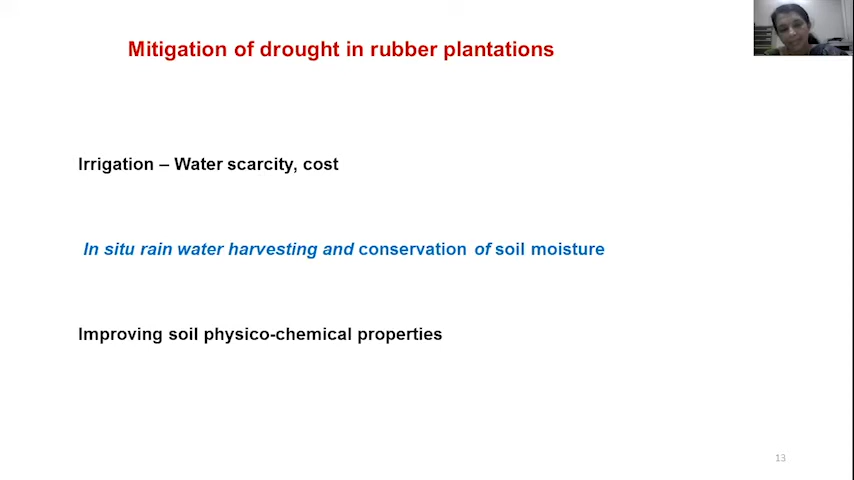 Mitigation of drought in rubber plantations
Irrigation – Water scarcity, cost
In situ rain water harvesting and conservation of soil moisture
Improving soil physico-chemical properties
13